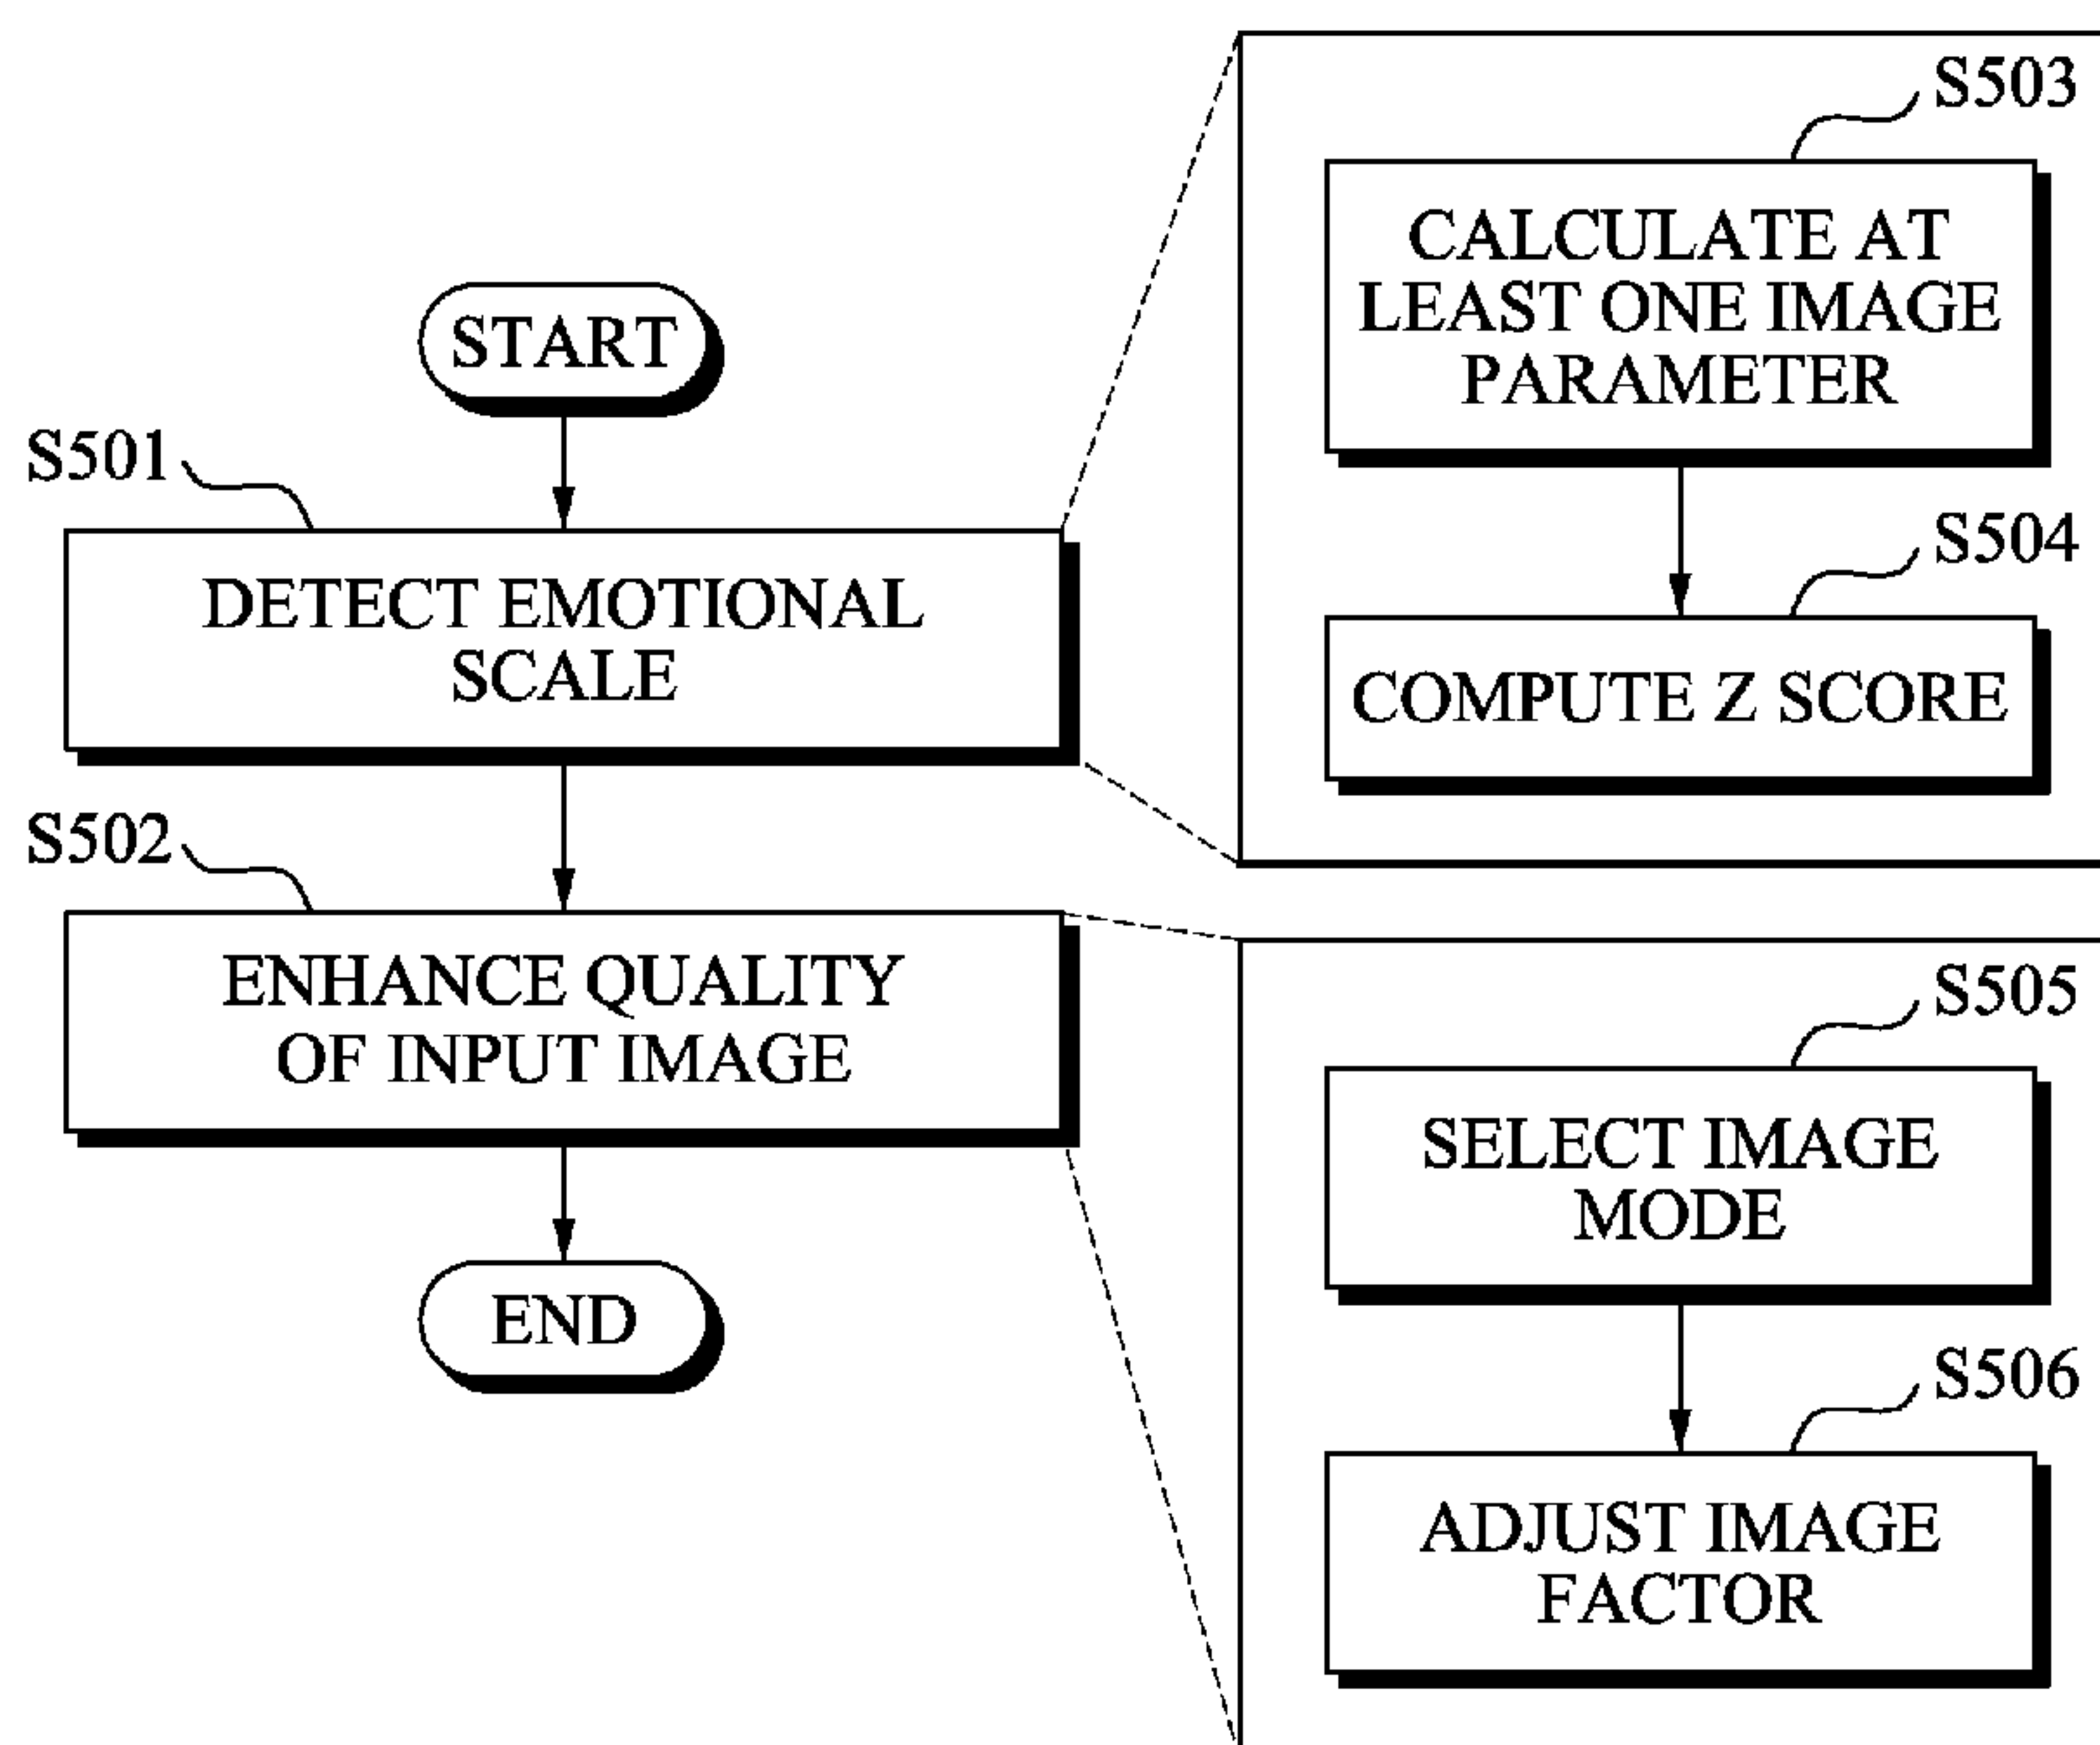 START
S501
DETECT EMOTIONAL
SCALE
S502
ENHANCE QUALITY
OF INPUT IMAGE
END
S503
CALCULATE AT
LEAST ONE IMAGE
PARAMETER
S504
COMPUTE Z SCORE
S505
SELECT IMAGE
MODE
S506
ADJUST IMAGE
FACTOR